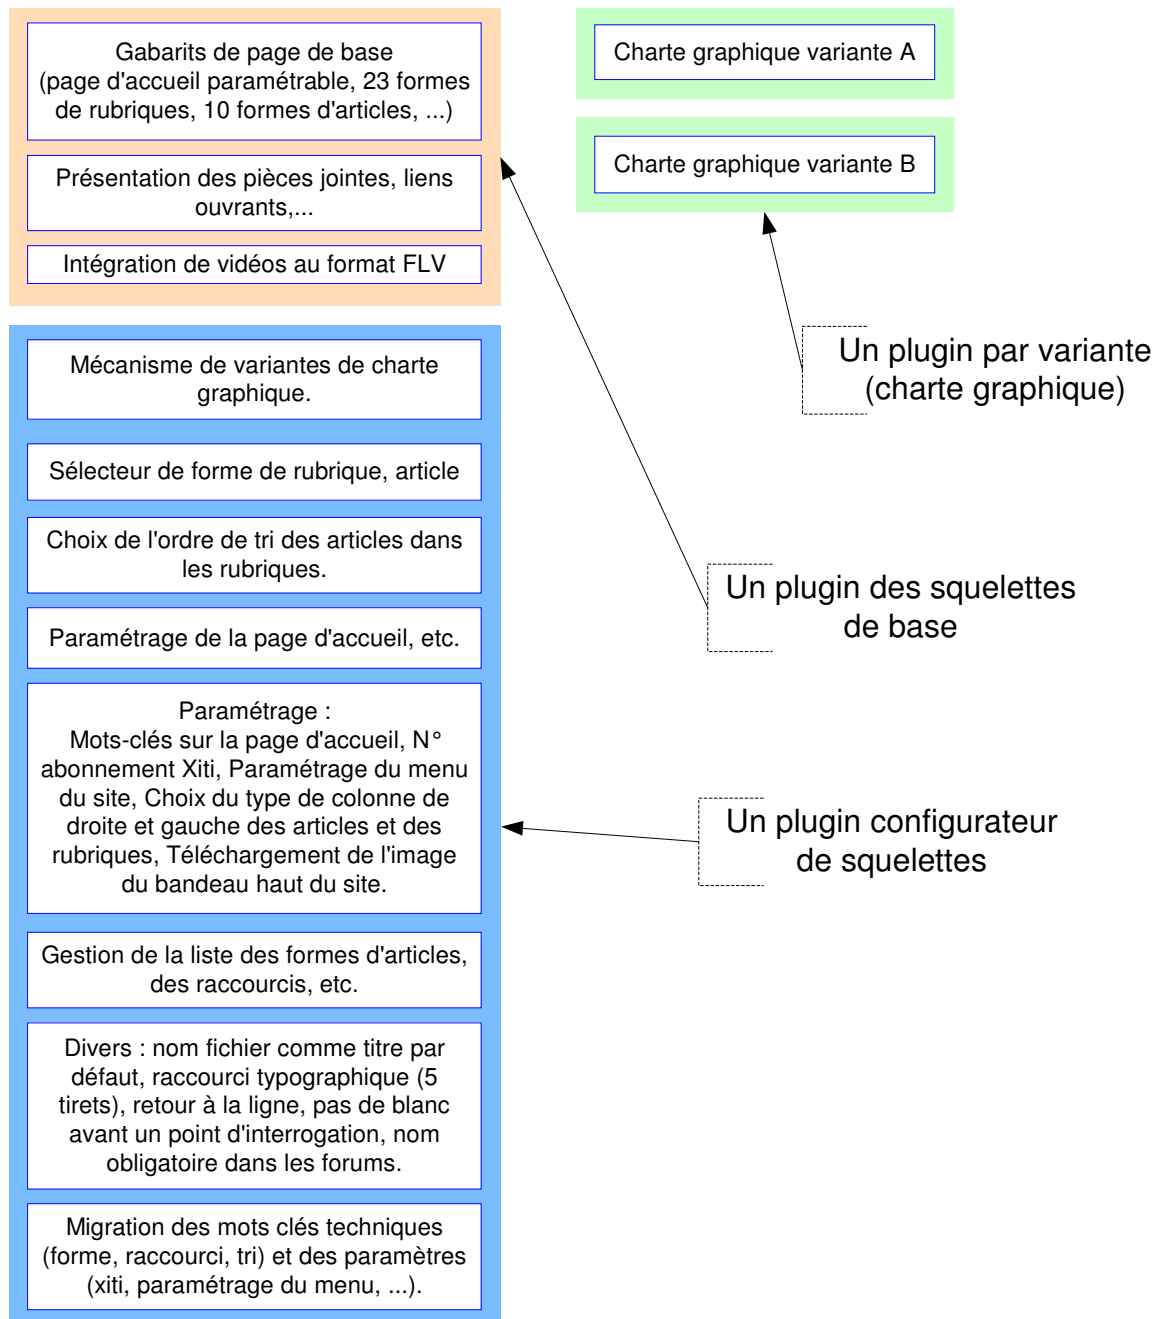 Gabarits de page de base
(page d'accueil paramétrable, 23 formes
de rubriques, 10 formes d'articles, ...)
Présentation des pièces jointes, liens
ouvrants,...
Intégration de vidéos au format FLV
Charte graphique variante A
Charte graphique variante B
Un plugin par variante
(charte graphique)
Mécanisme de variantes de charte
graphique.
Sélecteur de forme de rubrique, article
Choix de l'ordre de tri des articles dans
les rubriques.
Paramétrage de la page d'accueil, etc.
Un plugin des squelettes
de base
Paramétrage :
Mots-clés sur la page d'accueil, N°
abonnement Xiti, Paramétrage du menu
du site, Choix du type de colonne de
droite et gauche des articles et des
rubriques, Téléchargement de l'image
du bandeau haut du site.
Un plugin configurateur
de squelettes
Gestion de la liste des formes d'articles,
des raccourcis, etc.
Divers : nom fichier comme titre par
défaut, raccourci typographique (5
tirets), retour à la ligne, pas de blanc
avant un point d'interrogation, nom
obligatoire dans les forums.
Migration des mots clés techniques
(forme, raccourci, tri) et des paramètres
(xiti, paramétrage du menu, ...).